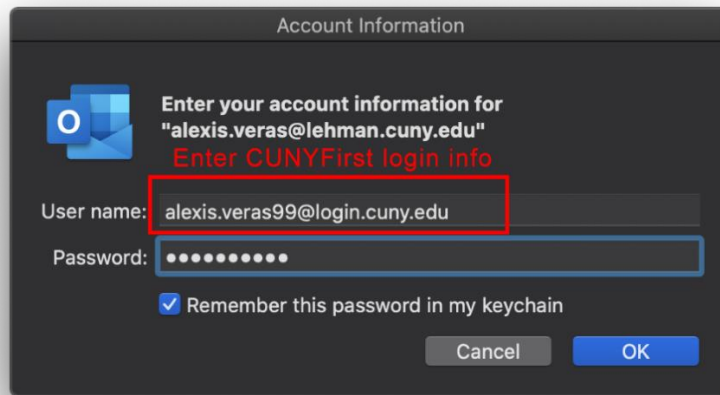 Account Information
Enter your account information for
"alexis.veras@lehman.cuny.edu"
Enter CUNYFirst login info
User name: alexis.veras99@login.cuny.edu
Password: ••••••••••
Remember this password in my keychain
Cancel OK